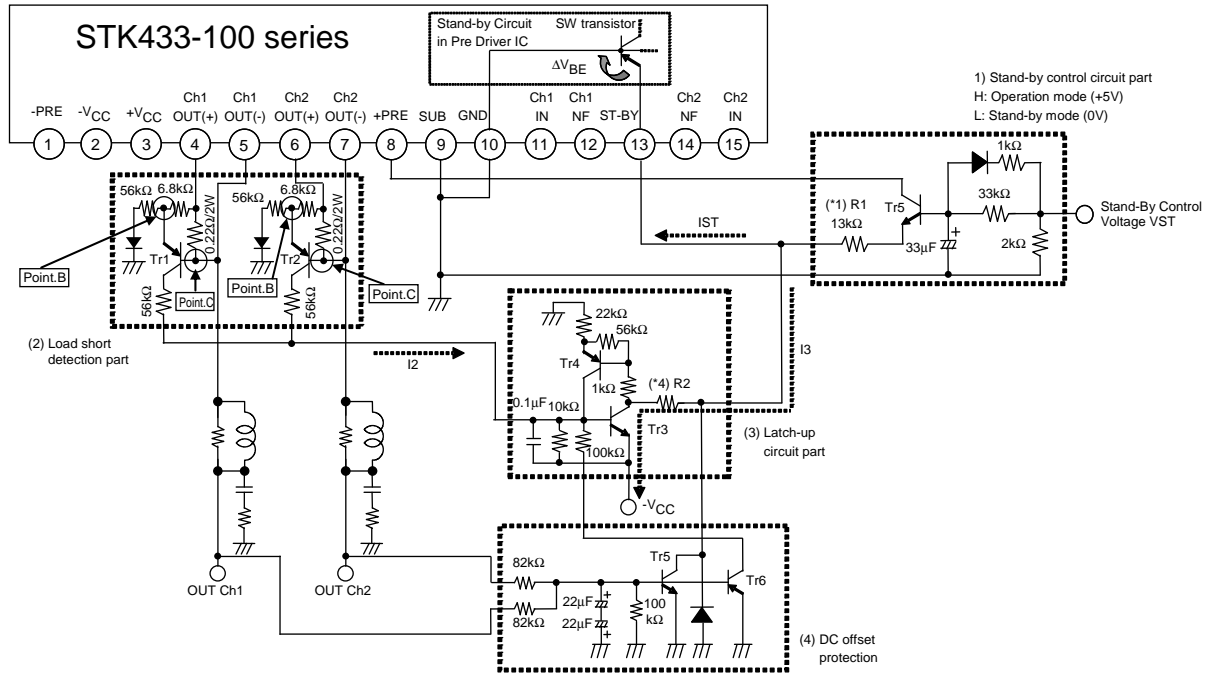 STK433-100 series
Stand-by Circuit
in Pre Driver IC
SW transistor
ΔVBE
-PRE
-VCC
+VCC
Ch1
OUT(+)
Ch1
OUT(-)
Ch2
OUT(+)
Ch2
OUT(-)
+PRE
SUB
GND
Ch1
IN
Ch1
NF
ST-BY
Ch2
NF
Ch2
IN
1 2 3 4 5 6 7 8 9 10 11 12 13 14 15
1) Stand-by control circuit part
H: Operation mode (+5V)
L: Stand-by mode (0V)
1kΩ
33kΩ
2kΩ
Tr5
33μF
+
(*1) R1
13kΩ
Stand-By Control
Voltage VST
IST
56kΩ
6.8kΩ
0.22Ω/2W
Tr1
56kΩ
Point.B
Point.C
56kΩ
6.8kΩ
0.22Ω/2W
Tr2
56kΩ
Point.B
Point.C
(2) Load short
detection part
I2
22kΩ
56kΩ
Tr4
1kΩ
(*4) R2
0.1μF
10kΩ
Tr3
100kΩ
I3
(3) Latch-up
circuit part
-VCC
OUT Ch1
OUT Ch2
82kΩ
82kΩ
22μF
+
22μF
+
100
kΩ
Tr5
Tr6
(4) DC offset
protection